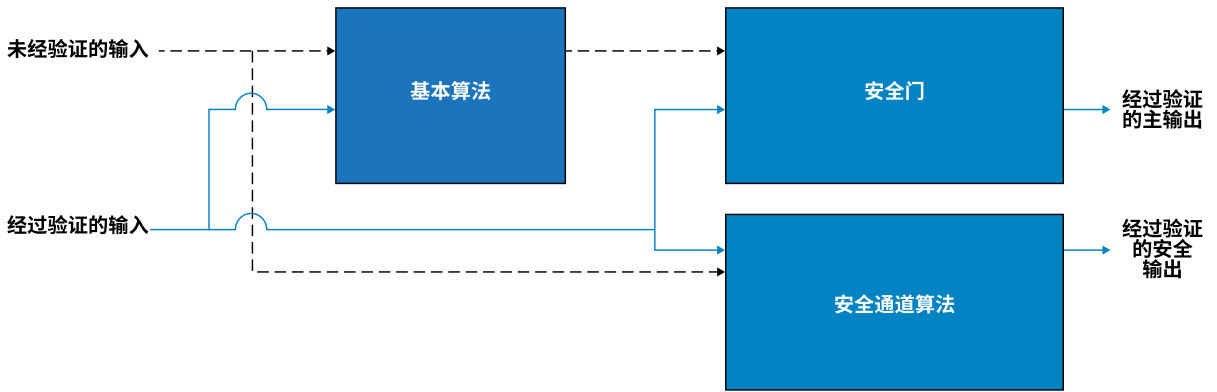 未经验证的输入
基本算法
安全门
经过验证
的主输出
经过验证的输入
经过验证
的安全
输出
安全通道算法